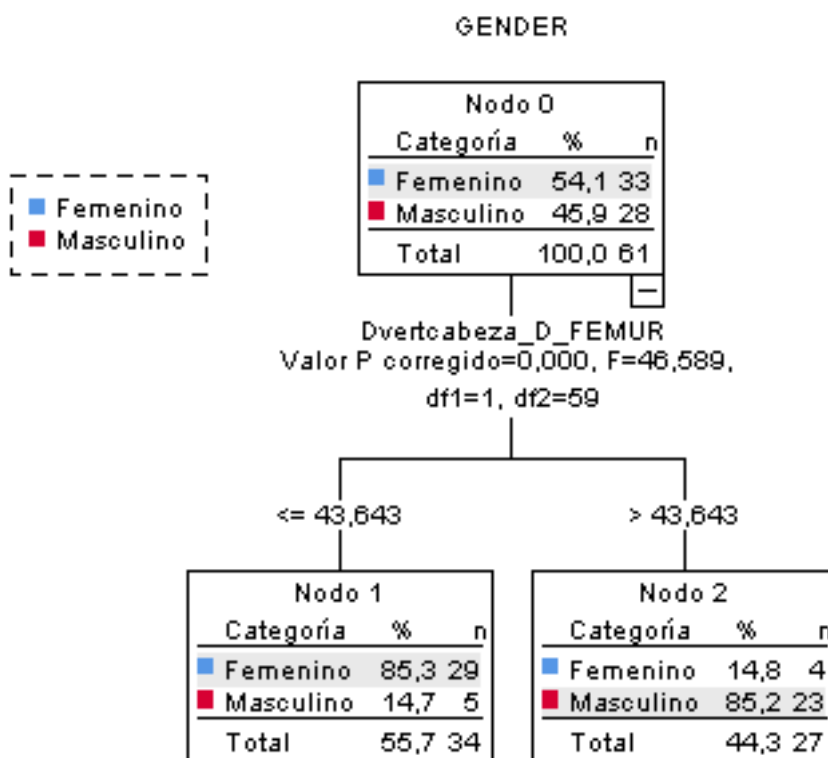 GENDER
Nodo 0
Categoría % n
Femenino 54,1 33
Masculino 45,9 28
Total 100,0 61
Femenino
Masculino
Dvertcabeza_D_FEMUR
Valor P corregido=0,000, F=46,589,
df1=1, df2=59
<= 43,643
> 43,643
Nodo 1
Categoría % n
Femenino 85,3 29
Masculino 14,7 5
Total 55,7 34
Nodo 2
Categoría % n
Femenino 14,8 4
Masculino 85,2 23
Total 44,3 27